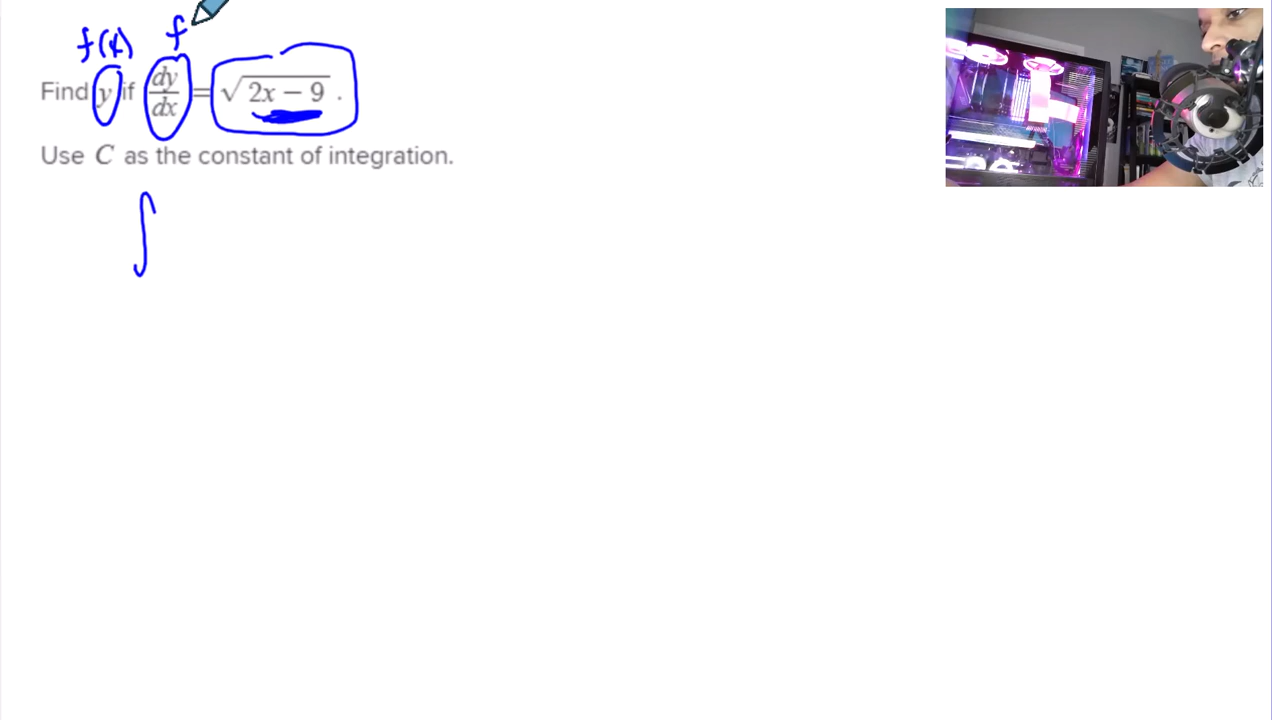 f(x) f
Find y if dy/dx = √2x − 9 .
Use C as the constant of integration.
∫